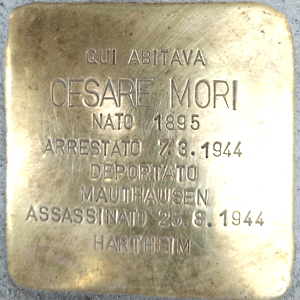 QUI ABITAVA
CESARE MORI
NATO 1895
ARRESTATO 7.3.1944
DEPORTATO
MAUTHAUSEN
ASSASSINATO 25.8.1944
HARTHEIM